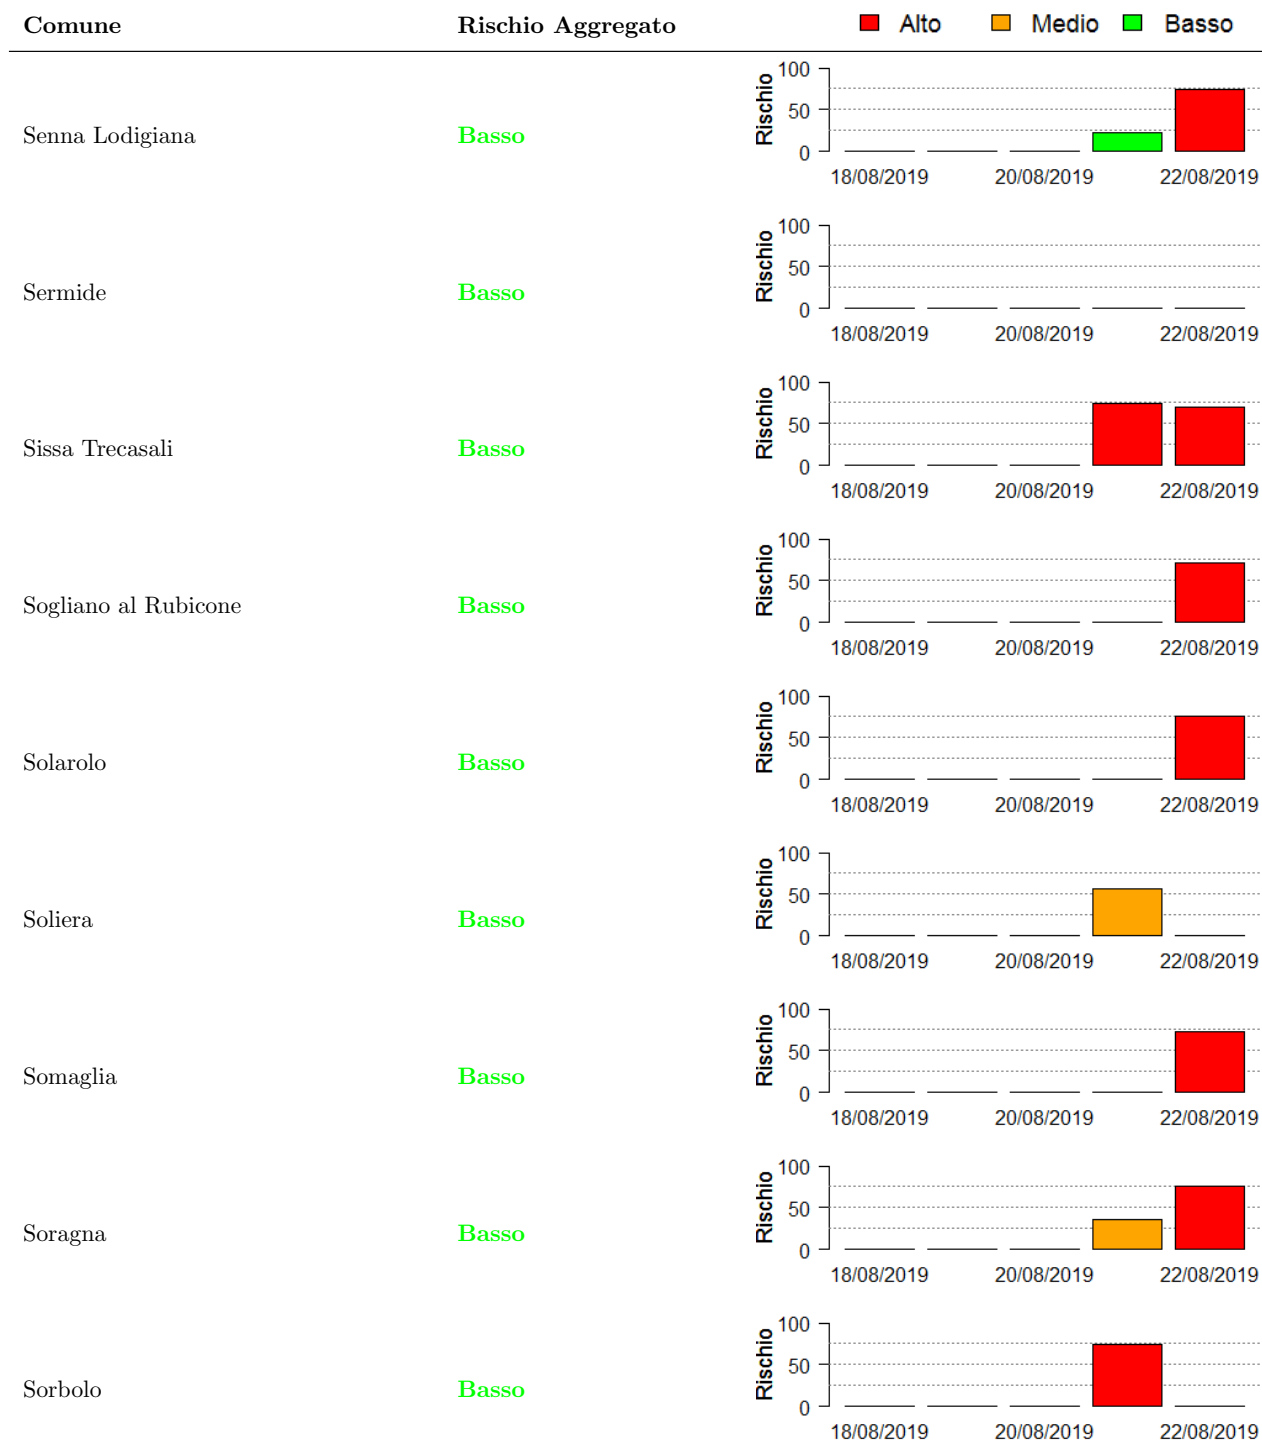 Comune Rischio Aggregato Alto Medio Basso
100
Rischio
50
Senna Lodigiana Basso
0
18/08/2019 20/08/2019 22/08/2019
100
Rischio
50
Sermide Basso
0
18/08/2019 20/08/2019 22/08/2019
100
Rischio
50
Sissa Trecasali Basso
0
18/08/2019 20/08/2019 22/08/2019
100
Rischio
50
Sogliano al Rubicone Basso
0
18/08/2019 20/08/2019 22/08/2019
100
Rischio
50
Solarolo Basso
0
18/08/2019 20/08/2019 22/08/2019
100
Rischio
50
Soliera Basso
0
18/08/2019 20/08/2019 22/08/2019
100
Rischio
50
Somaglia Basso
0
18/08/2019 20/08/2019 22/08/2019
100
Rischio
50
Soragna Basso
0
18/08/2019 20/08/2019 22/08/2019
100
Rischio
50
Sorbolo Basso
0
18/08/2019 20/08/2019 22/08/2019